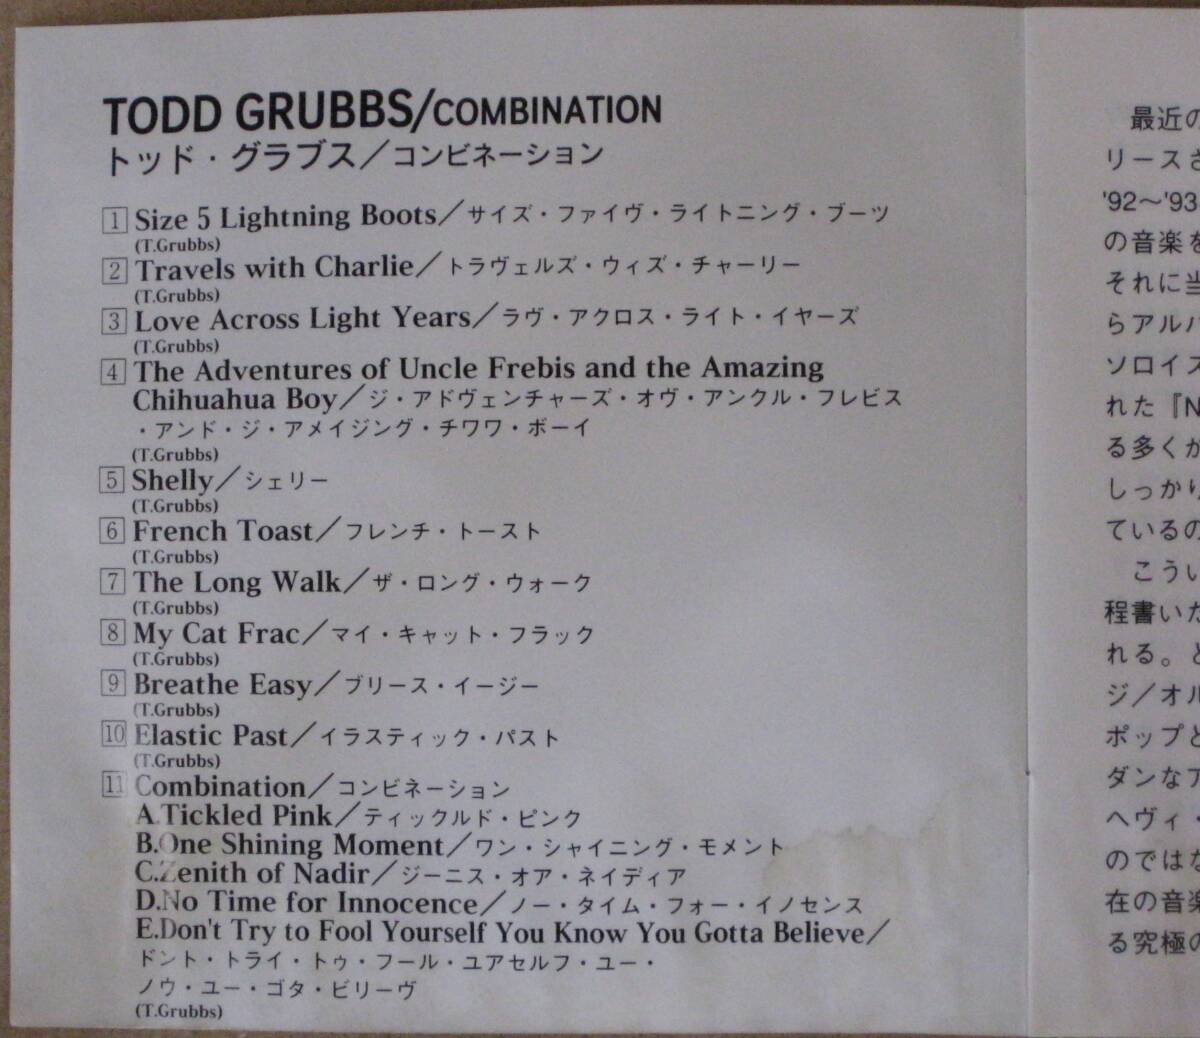 TODD GRUBBS/COMBINATION
トッド・グラブス／コンビネーション
1 Size 5 Lightning Boots／サイズ・ファイヴ・ライトニング・ブーツ
(T.Grubbs)
2 Travels with Charlie／トラヴェルズ・ウィズ・チャーリー
(T.Grubbs)
3 Love Across Light Years／ラヴ・アクロス・ライト・イヤーズ
(T.Grubbs)
4 The Adventures of Uncle Frebis and the Amazing
Chihuahua Boy／ジ・アドヴェンチャーズ・オヴ・アンクル・フレビス
・アンド・ジ・アメイジング・チワワ・ボーイ
(T.Grubbs)
5 Shelly／シェリー
(T.Grubbs)
6 French Toast／フレンチ・トースト
(T.Grubbs)
7 The Long Walk／ザ・ロング・ウォーク
(T.Grubbs)
8 My Cat Frac／マイ・キャット・フラック
(T.Grubbs)
9 Breathe Easy／ブリース・イージー
(T.Grubbs)
10 Elastic Past／イラスティック・パスト
(T.Grubbs)
11 Combination／コンビネーション
A.Tickled Pink／ティックルド・ピンク
B.One Shining Moment／ワン・シャイニング・モメント
C.Zenith of Nadir／ジーニス・オア・ネイディア
D.No Time for Innocence／ノー・タイム・フォー・イノセンス
E.Don't Try to Fool Yourself You Know You Gotta Believe／
ドント・トライ・トゥ・フール・ユアセルフ・ユー・
ノウ・ユー・ゴタ・ビリーヴ
(T.Grubbs)
最近の
リースさ
'92〜'93
の音楽を
それに当
らアルバ
ソロイス
れた『N
る多くが
しっかり
ているの
こうい
程書いた
れる。と
ジ／オル
ポップと
ダンなア
ヘヴィ・
のではな
在の音楽
る究極の